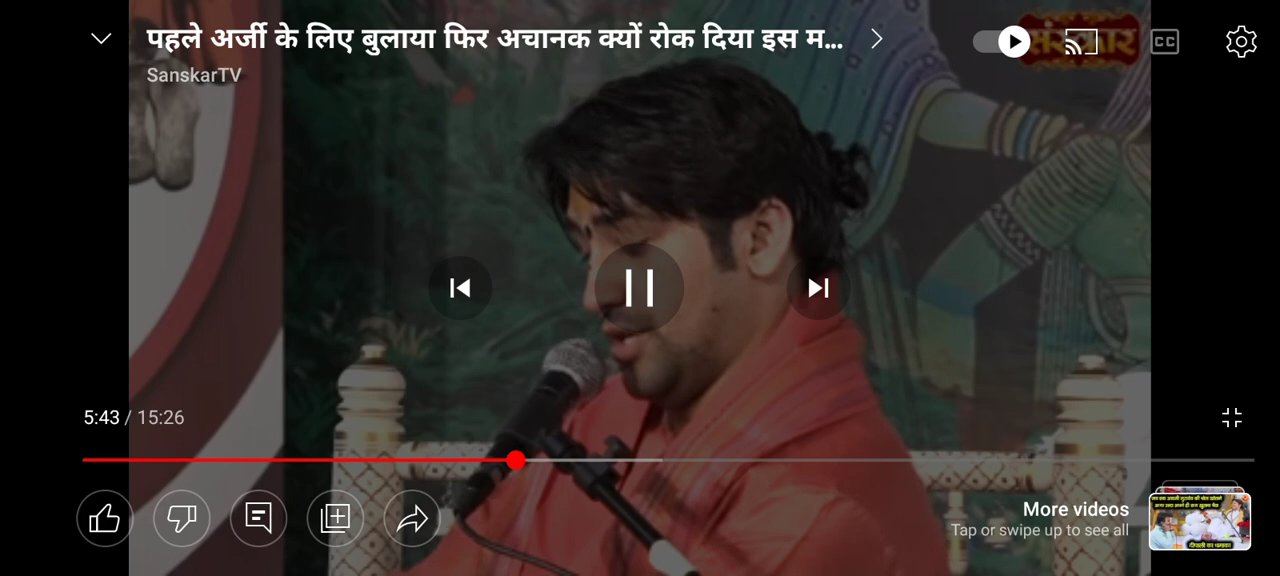 पहले अर्जी के लिए बुलाया फिर अचानक क्यों रोक दिया इस म...
SanskarTV
संस्कार
CC
5:43 / 15:26
More videos
Tap or swipe up to see all